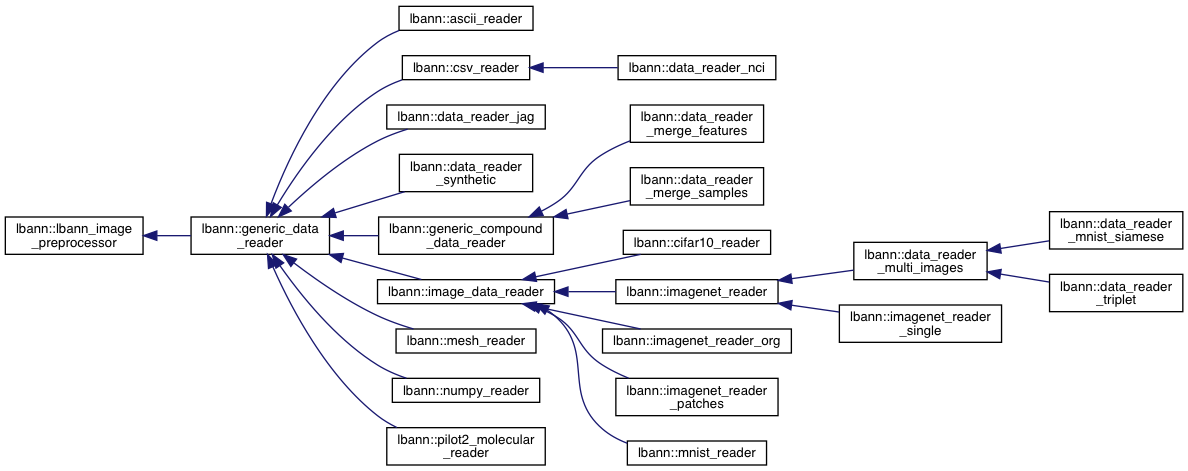 lbann::lbann_image
_preprocessor
lbann::generic_data
_reader
lbann::ascii_reader
lbann::csv_reader
lbann::data_reader_jag
lbann::data_reader
_synthetic
lbann::generic_compound
_data_reader
lbann::image_data_reader
lbann::mesh_reader
lbann::numpy_reader
lbann::pilot2_molecular
_reader
lbann::data_reader_nci
lbann::data_reader
_merge_features
lbann::data_reader
_merge_samples
lbann::cifar10_reader
lbann::imagenet_reader
lbann::imagenet_reader_org
lbann::imagenet_reader
_patches
lbann::mnist_reader
lbann::data_reader
_multi_images
lbann::imagenet_reader
_single
lbann::data_reader
_mnist_siamese
lbann::data_reader
_triplet